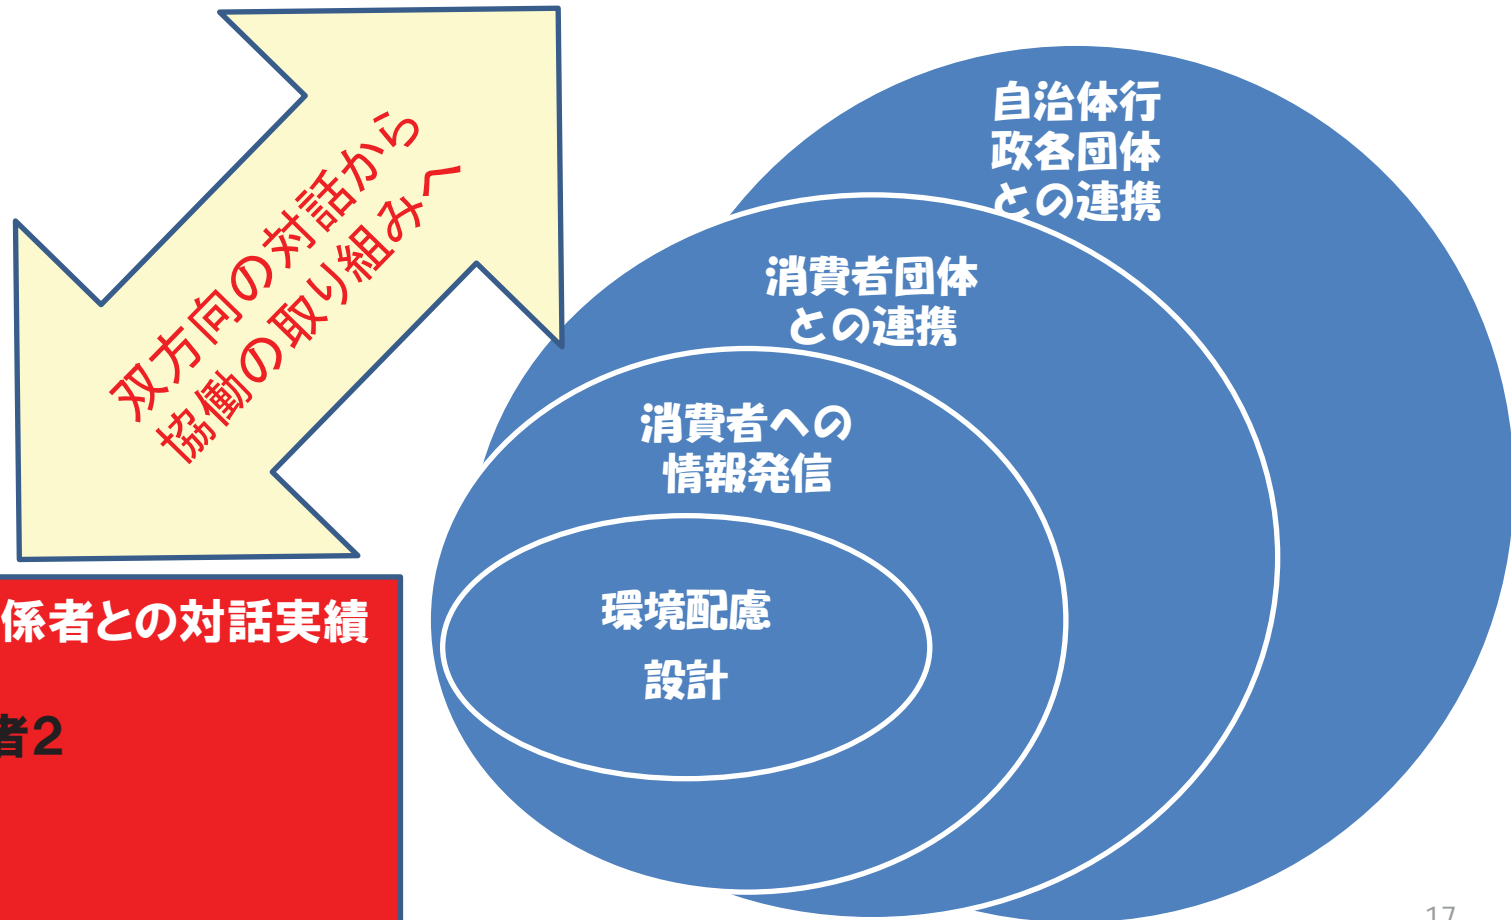 双方向の対話から
協働の取り組みへ
自治体行
政各団体
との連携
消費者団体
との連携
消費者への
情報発信
環境配慮
設計
係者との対話実績
者2
17